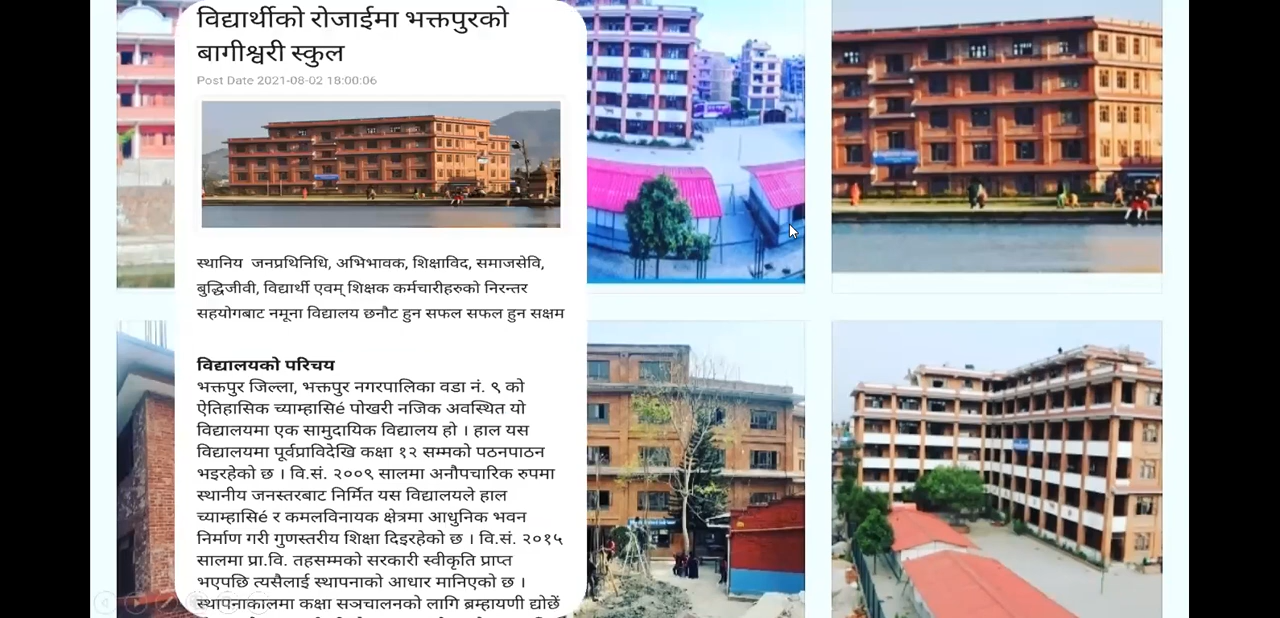 विद्यार्थीको रोजाईमा भक्तपुरको
बागीश्वरी स्कुल
Post Date 2021-08-02 18:00:06
स्थानिय जनप्रथिनिधि, अभिभावक, शिक्षाविद, समाजसेवि,
बुद्धिजीवी, विद्यार्थी एवम् शिक्षक कर्मचारीहरुको निरन्तर
सहयोगबाट नमूना विद्यालय छनौट हुन सफल सफल हुन सक्षम
विद्यालयको परिचय
भक्तपुर जिल्ला, भक्तपुर नगरपालिका वडा नं. ९ को
ऐतिहासिक च्याम्हासिé पोखरी नजिक अवस्थित यो
विद्यालयमा एक सामुदायिक विद्यालय हो । हाल यस
विद्यालयमा पूर्वप्राविदेखि कक्षा १२ सम्मको पठनपाठन
भइरहेको छ । वि.सं. २००९ सालमा अनौपचारिक रुपमा
स्थानीय जनस्तरबाट निर्मित यस विद्यालयले हाल
च्याम्हासिé र कमलविनायक क्षेत्रमा आधुनिक भवन
निर्माण गरी गुणस्तरीय शिक्षा दिइरहेको छ । वि.सं. २०१५
सालमा प्रा.वि. तहसम्मको सरकारी स्वीकृति प्राप्त
भएपछि त्यसैलाई स्थापनाको आधार मानिएको छ ।
स्थापनाकालमा कक्षा सञचालनको लागि ब्रम्हायणी द्योछें